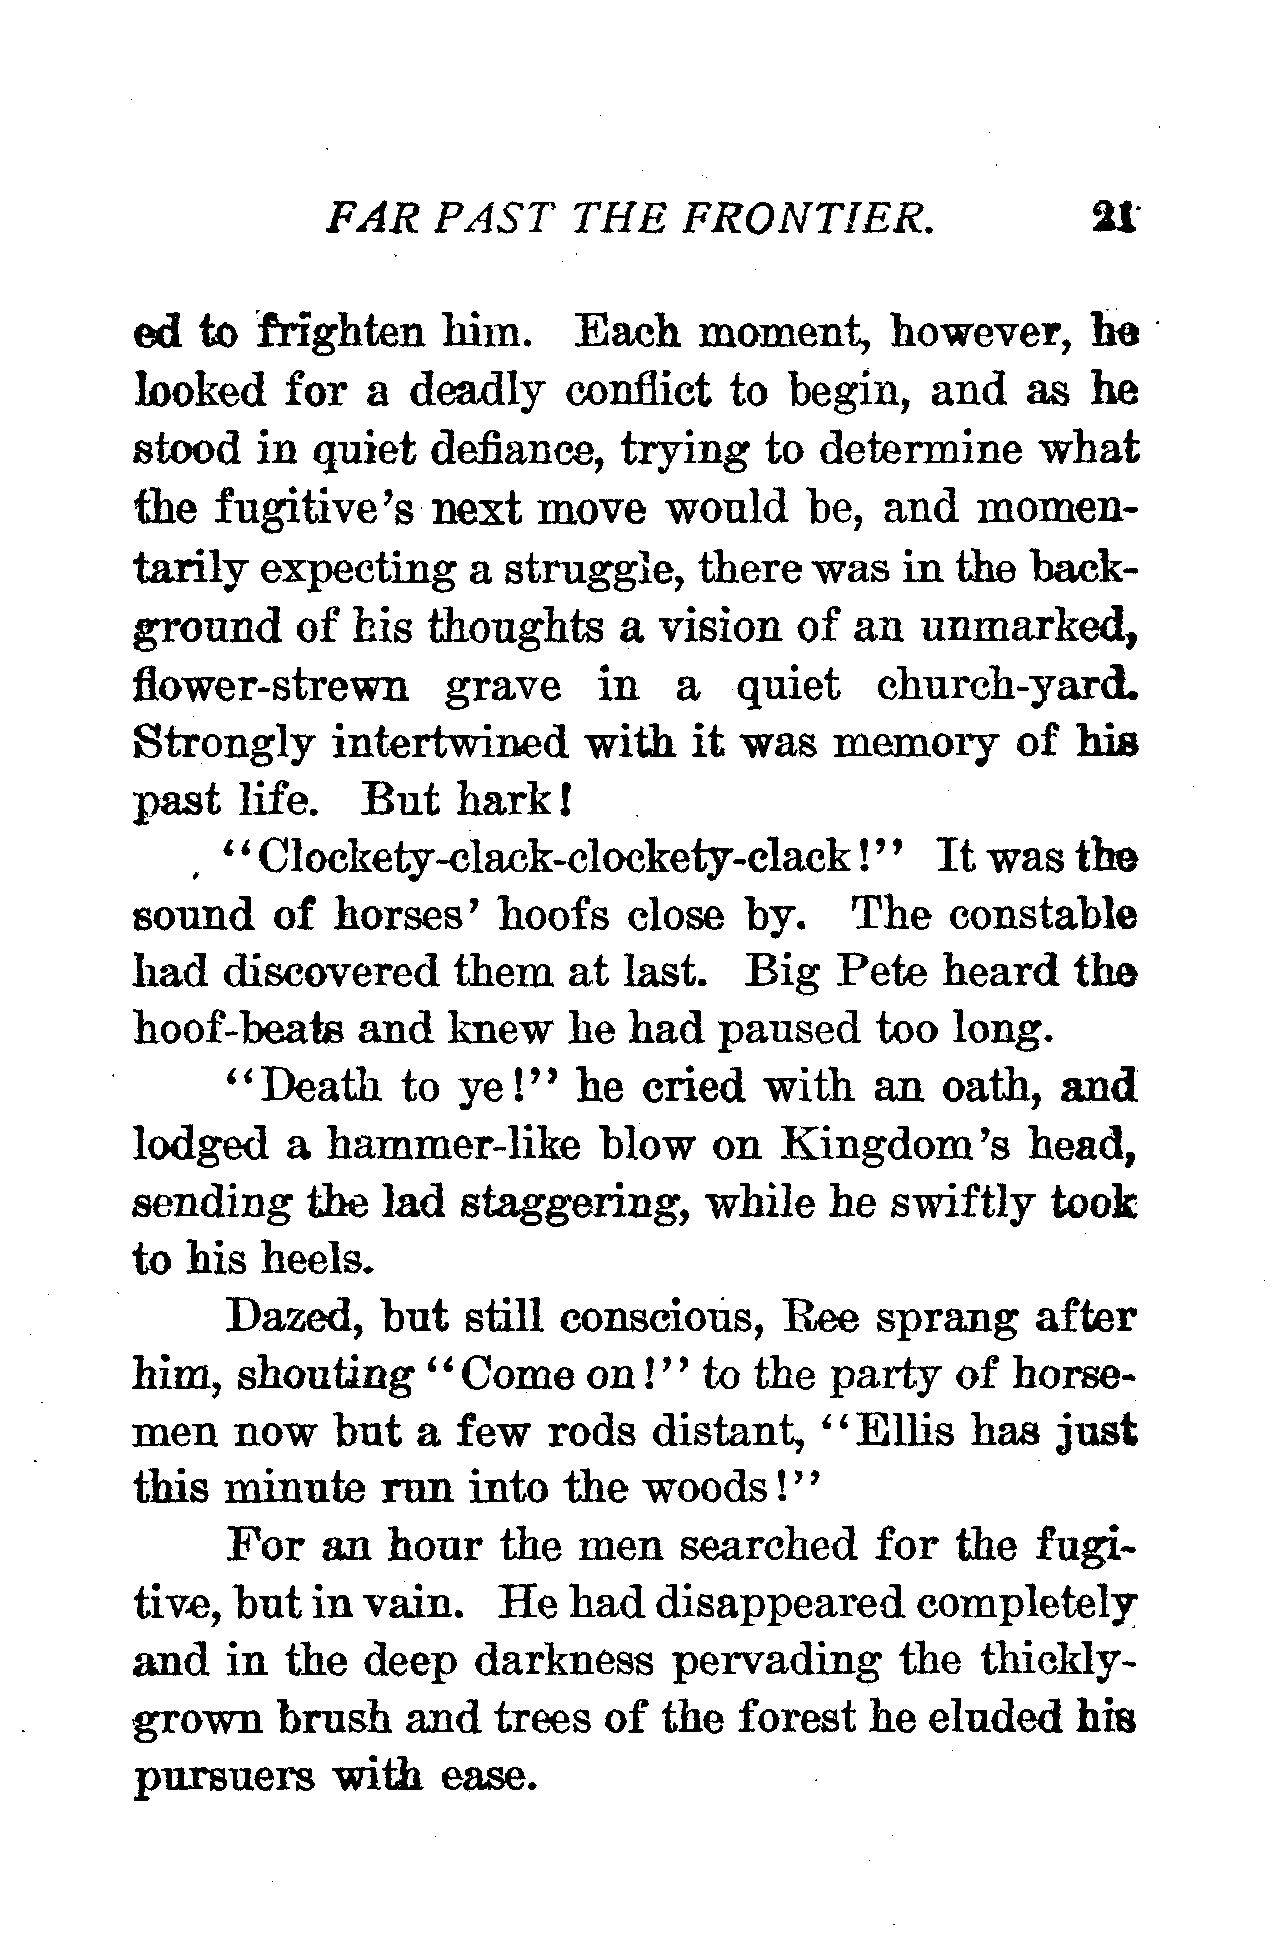 FAR PAST THE FRONTIER. 21
ed to frighten him. Each moment, however, he
looked for a deadly conflict to begin, and as he
stood in quiet defiance, trying to determine what
the fugitive's next move would be, and momen-
tarily expecting a struggle, there was in the back-
ground of his thoughts a vision of an unmarked,
flower-strewn grave in a quiet church-yard.
Strongly intertwined with it was memory of his
past life. But hark!
"Clockety-clack-clockety-clack!" It was the
sound of horses' hoofs close by. The constable
had discovered them at last. Big Pete heard the
hoof-beats and knew he had paused too long.
"Death to ye!" he cried with an oath, and
lodged a hammer-like blow on Kingdom's head,
sending the lad staggering, while he swiftly took
to his heels.
Dazed, but still conscious, Ree sprang after
him, shouting "Come on!" to the party of horse-
men now but a few rods distant, "Ellis has just
this minute run into the woods!"
For an hour the men searched for the fugi-
tive, but in vain. He had disappeared completely
and in the deep darkness pervading the thickly-
grown brush and trees of the forest he eluded his
pursuers with ease.